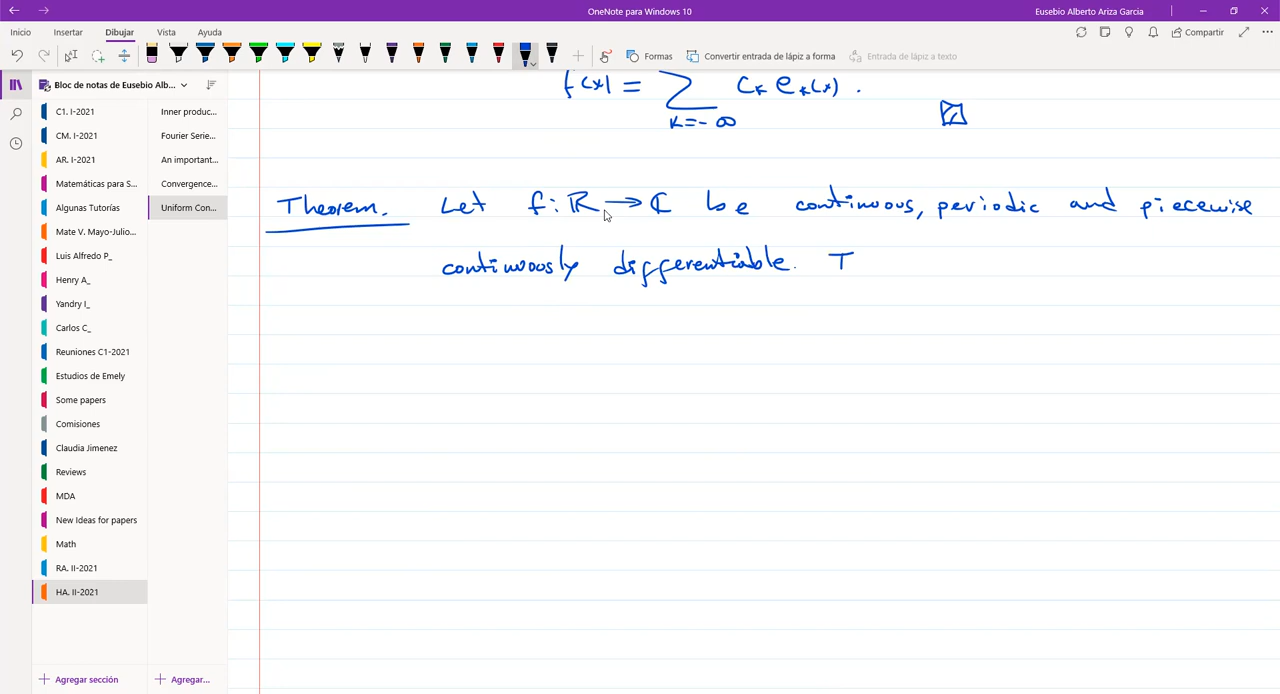 OneNote para Windows 10
Eusebio Alberto Ariza Garcia
Inicio
Insertar
Dibujar
Vista
Ayuda
Compartir
Formas
Convertir entrada de lápiz a forma
Entrada de lápiz a texto
Bloc de notas de Eusebio Alb...
C1. I-2021
CM. I-2021
AR. I-2021
Matemáticas para S...
Algunas Tutorías
Mate V. Mayo-Julio...
Luis Alfredo P_
Henry A_
Yandry I_
Carlos C_
Reuniones C1-2021
Estudios de Emely
Some papers
Comisiones
Claudia Jimenez
Reviews
MDA
New Ideas for papers
Math
RA. II-2021
HA. II-2021
Agregar sección
Inner produc...
Fourier Serie...
An important...
Convergence...
Uniform Con...
Agregar...
f(x) = ∑ cₖ eₖ(x) .
k=-∞
Theorem. Let f: ℝ → ℂ be continuous, periodic and piecewise
continuously differentiable. T